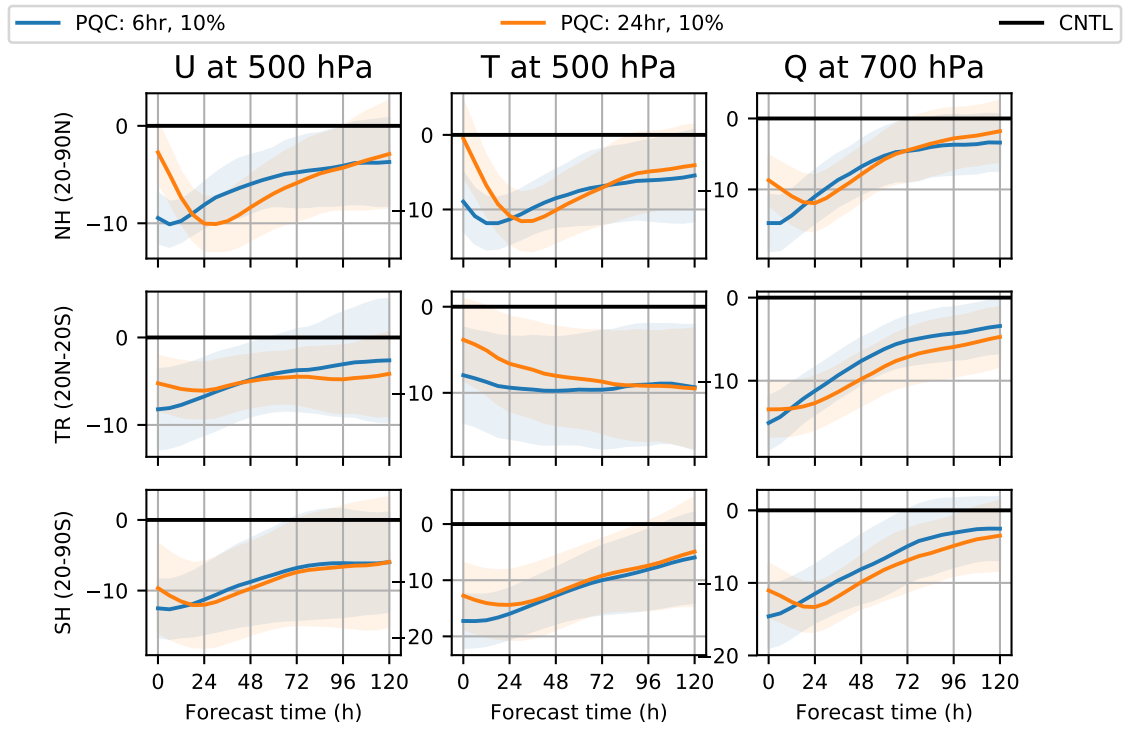 PQC: 6hr, 10% PQC: 24hr, 10% CNTL
U at 500 hPa T at 500 hPa Q at 700 hPa
NH (20-90N)
0
−10
0
−10
0
−10
TR (20N-20S)
0
−10
0
−10
0
−10
SH (20-90S)
0
−10
0
−10
−20
0
−10
−20
0 24 48 72 96 120 0 24 48 72 96 120 0 24 48 72 96 120
Forecast time (h) Forecast time (h) Forecast time (h)